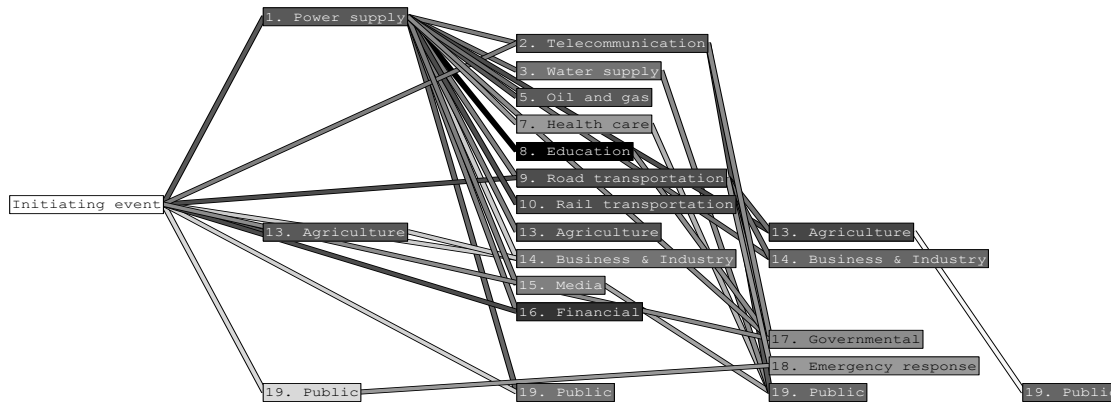 1. Power supply
2. Telecommunication
3. Water supply
5. Oil and gas
7. Health care
8. Education
9. Road transportation
Initiating event
10. Rail transportation
13. Agriculture
13. Agriculture
13. Agriculture
14. Business & Industry
14. Business & Industry
15. Media
16. Financial
17. Governmental
18. Emergency response
19. Public
19. Public
19. Public
19. Public